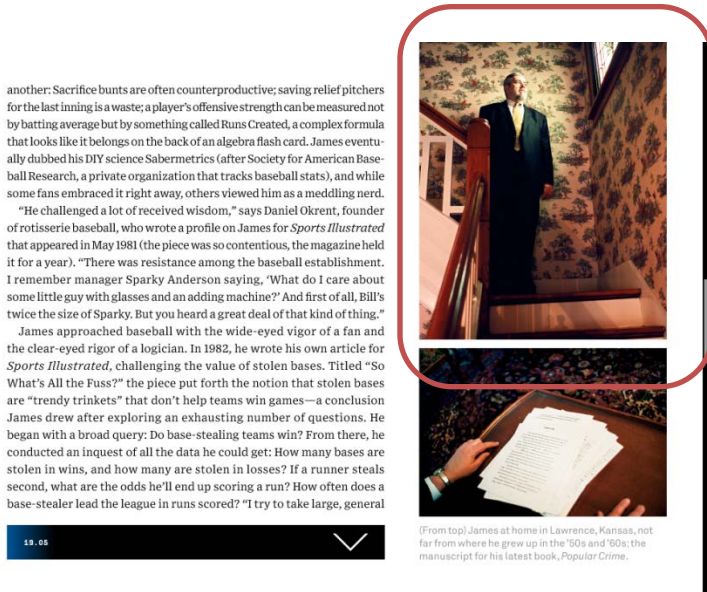 another: Sacrifice bunts are often counterproductive; saving relief pitchers
for the last inning is a waste; a player's offensive strength can be measured not
by batting average but by something called Runs Created, a complex formula
that looks like it belongs on the back of an algebra flash card. James eventu-
ally dubbed his DIY science Sabermetrics (after Society for American Base-
ball Research, a private organization that tracks baseball stats), and while
some fans embraced it right away, others viewed him as a meddling nerd.
"He challenged a lot of received wisdom," says Daniel Okrent, founder
of rotisserie baseball, who wrote a profile on James for Sports Illustrated
that appeared in May 1981 (the piece was so contentious, the magazine held
it for a year). "There was resistance among the baseball establishment.
I remember manager Sparky Anderson saying, 'What do I care about
some little guy with glasses and an adding machine?' And first of all, Bill's
twice the size of Sparky. But you heard a great deal of that kind of thing."
James approached baseball with the wide-eyed vigor of a fan and
the clear-eyed rigor of a logician. In 1982, he wrote his own article for
Sports Illustrated, challenging the value of stolen bases. Titled "So
What's All the Fuss?" the piece put forth the notion that stolen bases
are "trendy trinkets" that don't help teams win games—a conclusion
James drew after exploring an exhausting number of questions. He
began with a broad query: Do base-stealing teams win? From there, he
conducted an inquest of all the data he could get: How many bases are
stolen in wins, and how many are stolen in losses? If a runner steals
second, what are the odds he'll end up scoring a run? How often does a
base-stealer lead the league in runs scored? "I try to take large, general
19.05
(From top) James at home in Lawrence, Kansas, not
far from where he grew up in the '50s and '60s; the
manuscript for his latest book, Popular Crime.